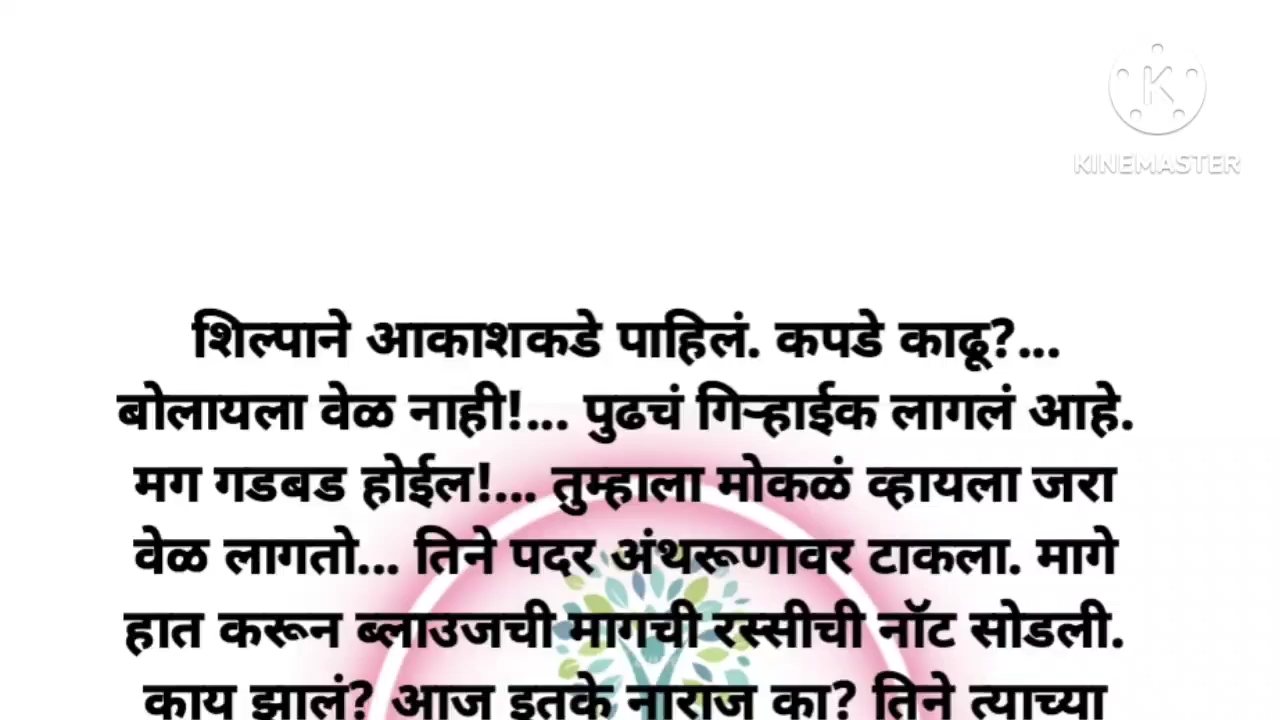 KINEMASTER
शिल्पाने आकाशकडे पाहिलं. कपडे काढू?...
बोलायला वेळ नाही!... पुढचं गिऱ्हाईक लागलं आहे.
मग गडबड होईल!... तुम्हाला मोकळं व्हायला जरा
वेळ लागतो... तिने पदर अंथरूणावर टाकला. मागे
हात करून ब्लाउजची मागची रस्सीची नॉट सोडली.
काय झालं? आज इतके नाराज का? तिने त्याच्या